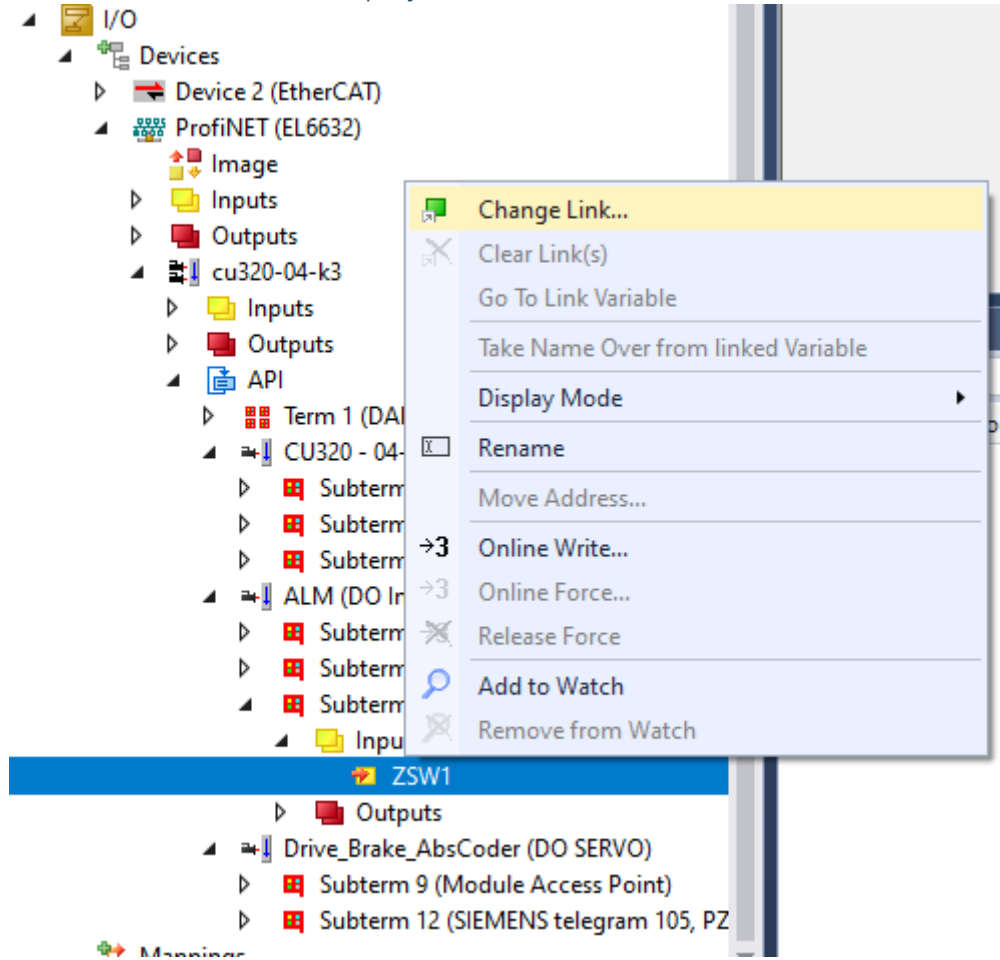 I/O
Devices
Device 2 (EtherCAT)
ProfiNET (EL6632)
Image
Inputs
Outputs
cu320-04-k3
Inputs
Outputs
API
Term 1 (DA
CU320 - 04-
Subterm
Subterm
Subterm
ALM (DO In
Subterm
Subterm
Subterm
Inpu
ZSW1
Outputs
Drive_Brake_AbsCoder (DO SERVO)
Subterm 9 (Module Access Point)
Subterm 12 (SIEMENS telegram 105, PZ
Mappings
Change Link...
Clear Link(s)
Go To Link Variable
Take Name Over from linked Variable
Display Mode
Rename
Move Address...
→3 Online Write...
→3 Online Force...
Release Force
Add to Watch
Remove from Watch